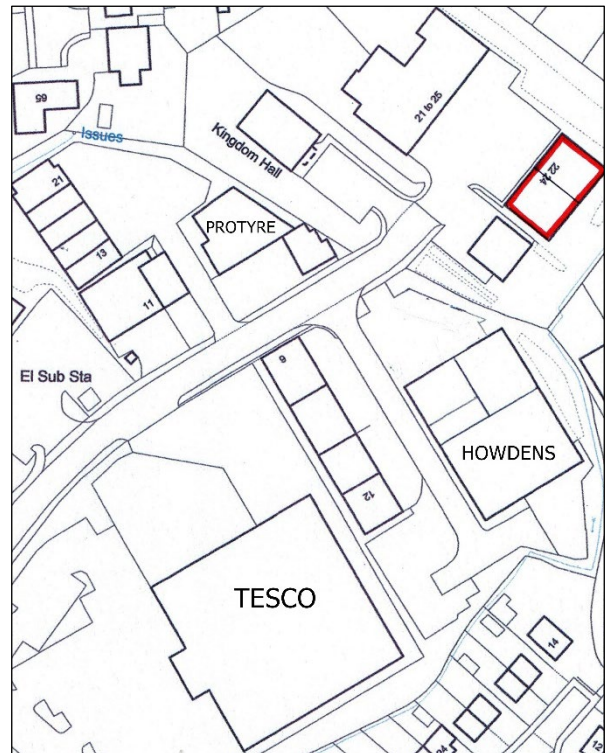 65
Issues
21 to 25
Kingdom Hall
22 24
21
PROTYRE
13
11
El Sub Sta
9
HOWDENS
12
TESCO
14